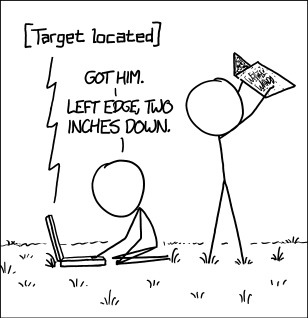 [Target located]
GOT HIM.
LEFT EDGE, TWO
INCHES DOWN.